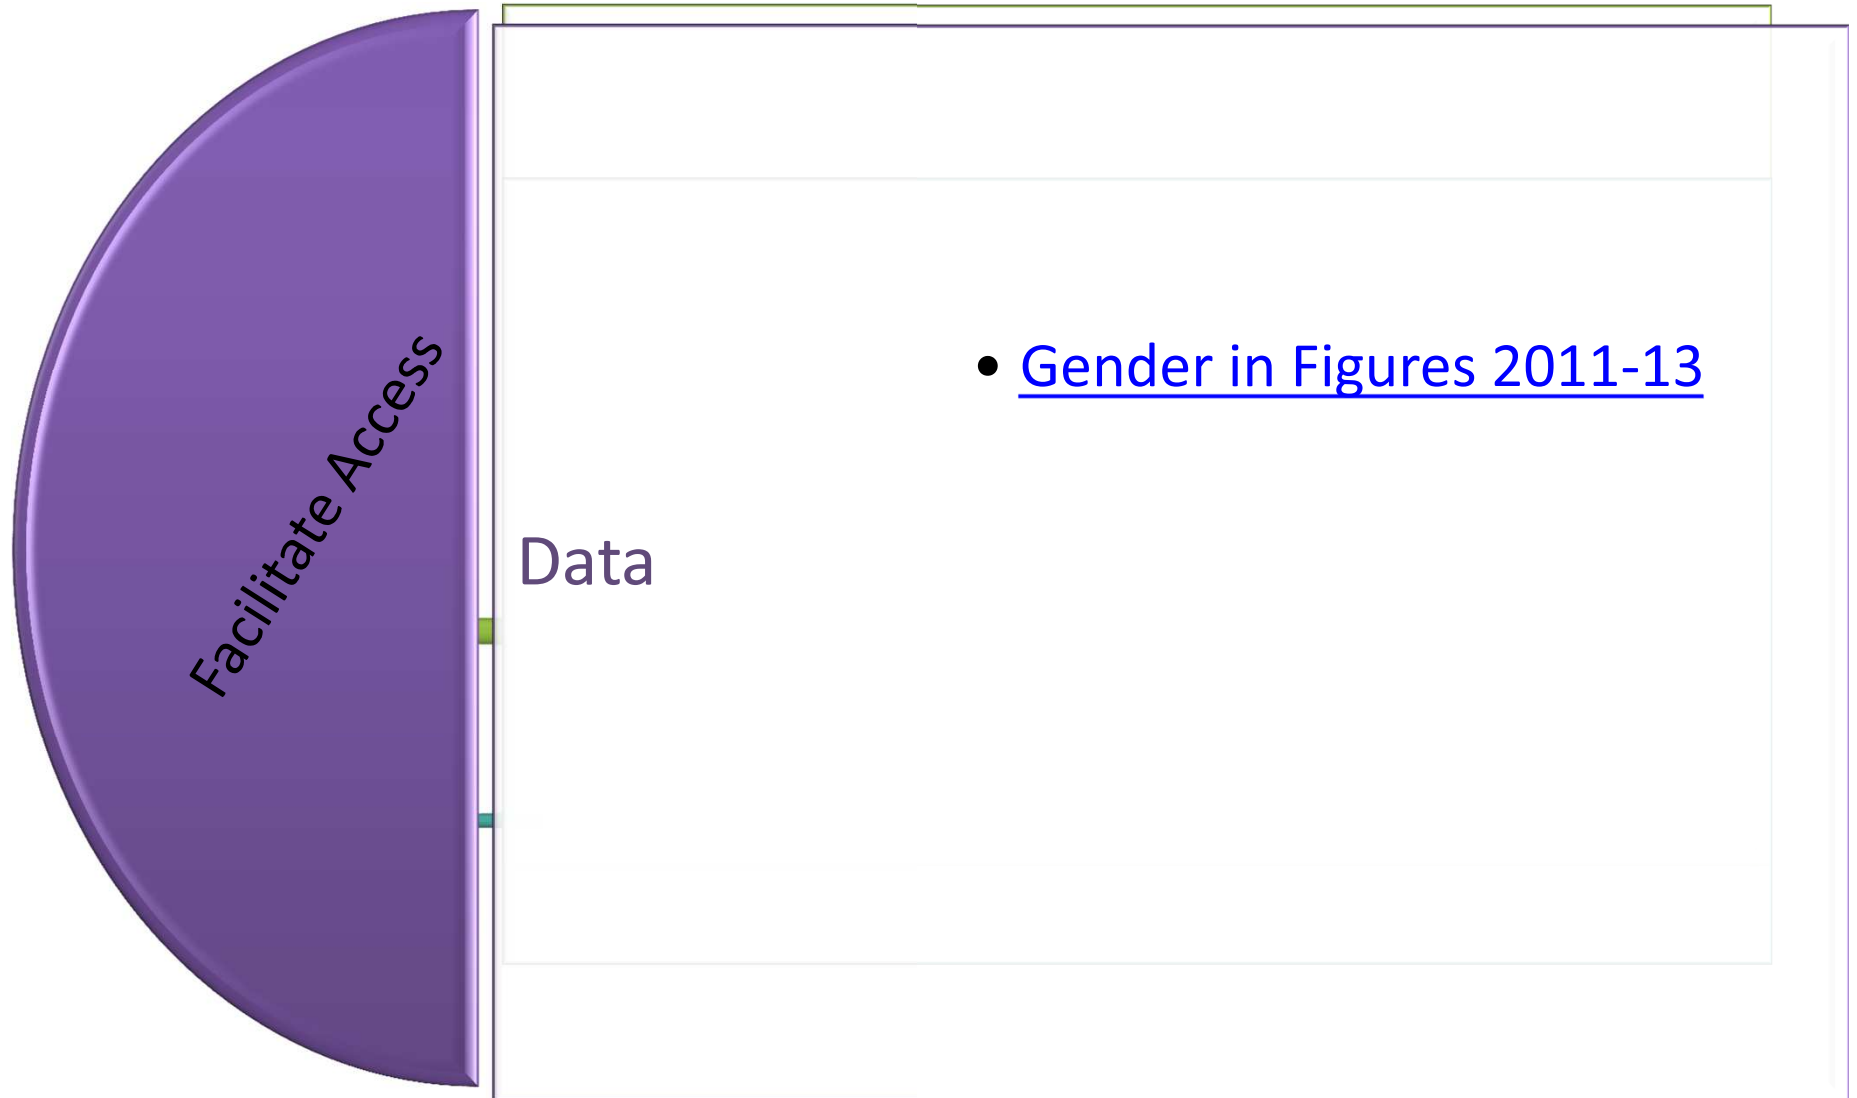 Facilitate Access
Data
• Gender in Figures 2011-13